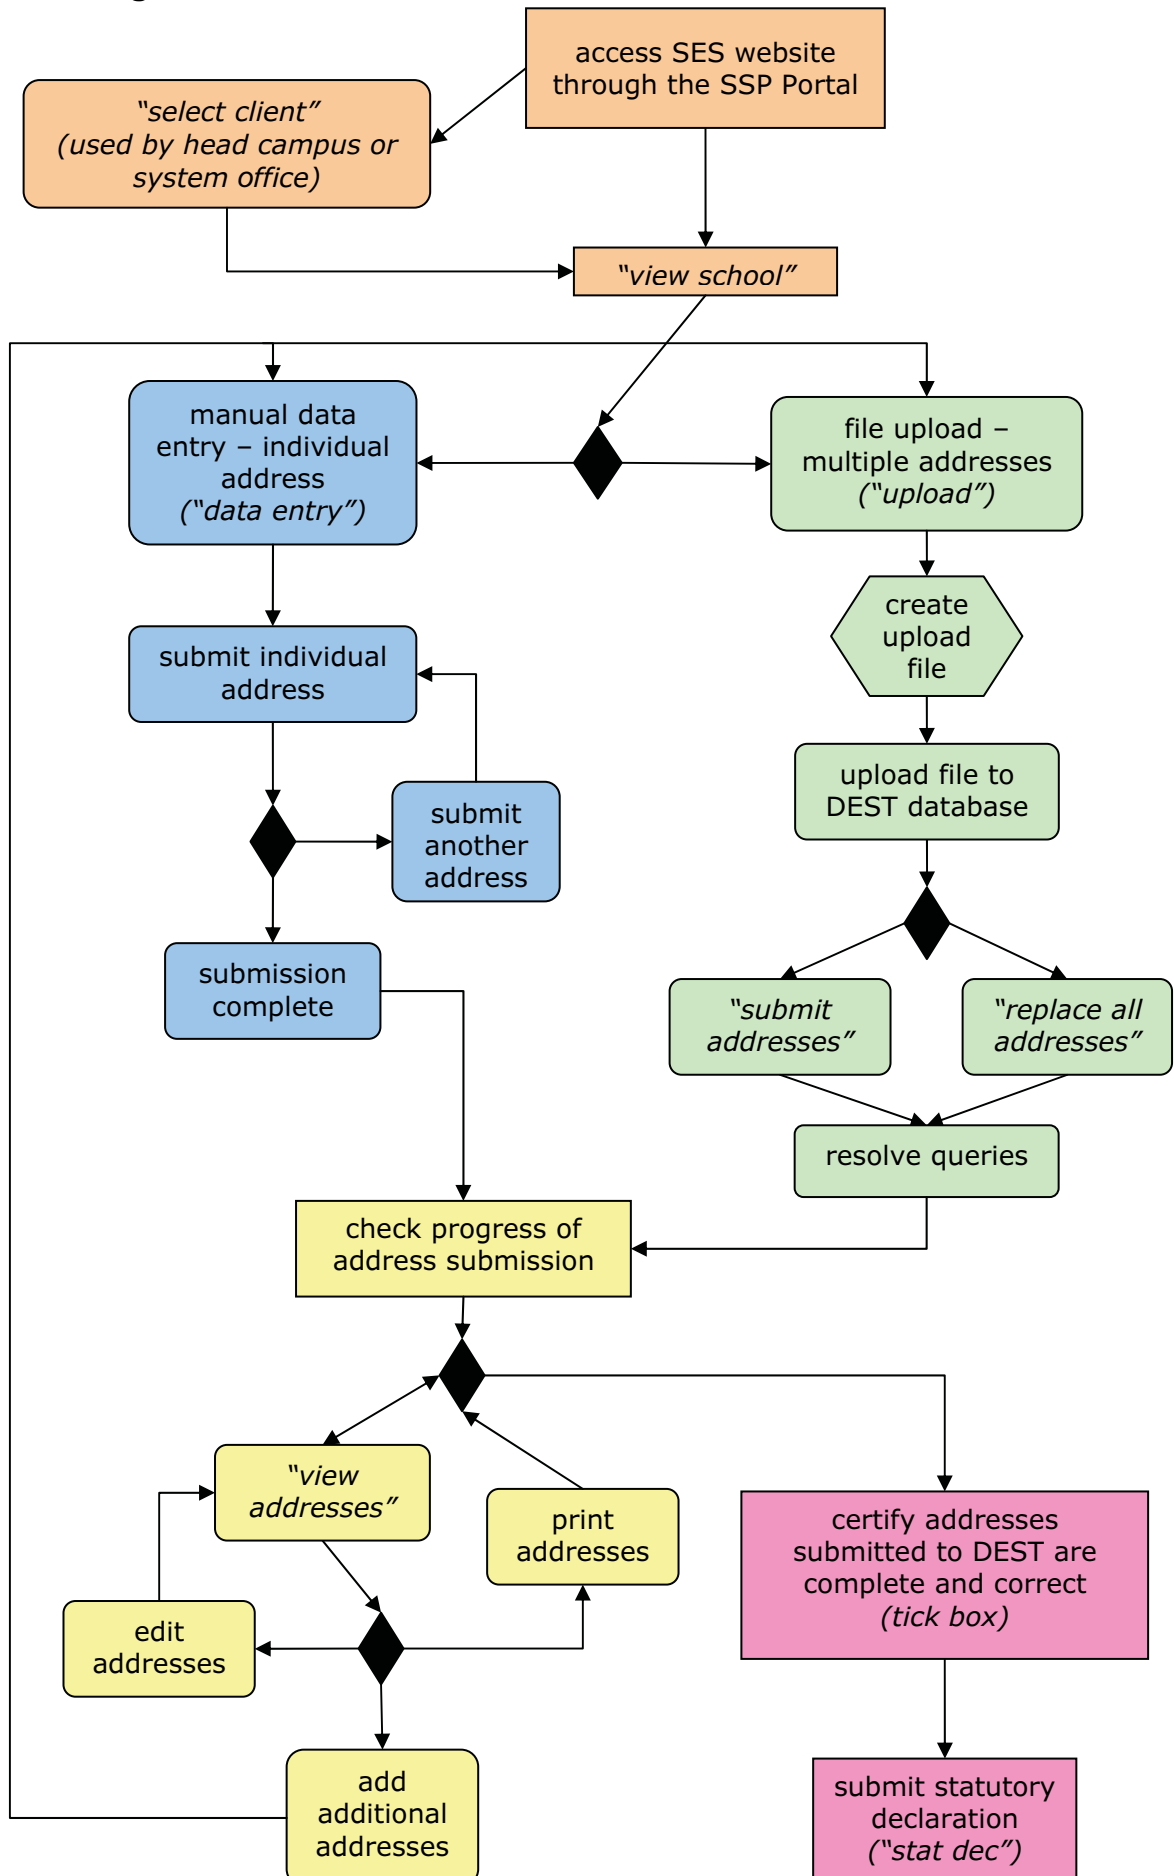 access SES website
through the SSP Portal
“select client”
(used by head campus or
system office)
“view school”
manual data
entry – individual
address
(“data entry”)
file upload –
multiple addresses
(“upload”)
create
upload
file
submit individual
address
upload file to
DEST database
submit
another
address
submission
complete
“submit
addresses”
“replace all
addresses”
resolve queries
check progress of
address submission
“view
addresses”
print
addresses
certify addresses
submitted to DEST are
complete and correct
(tick box)
edit
addresses
add
additional
addresses
submit statutory
declaration
(“stat dec”)